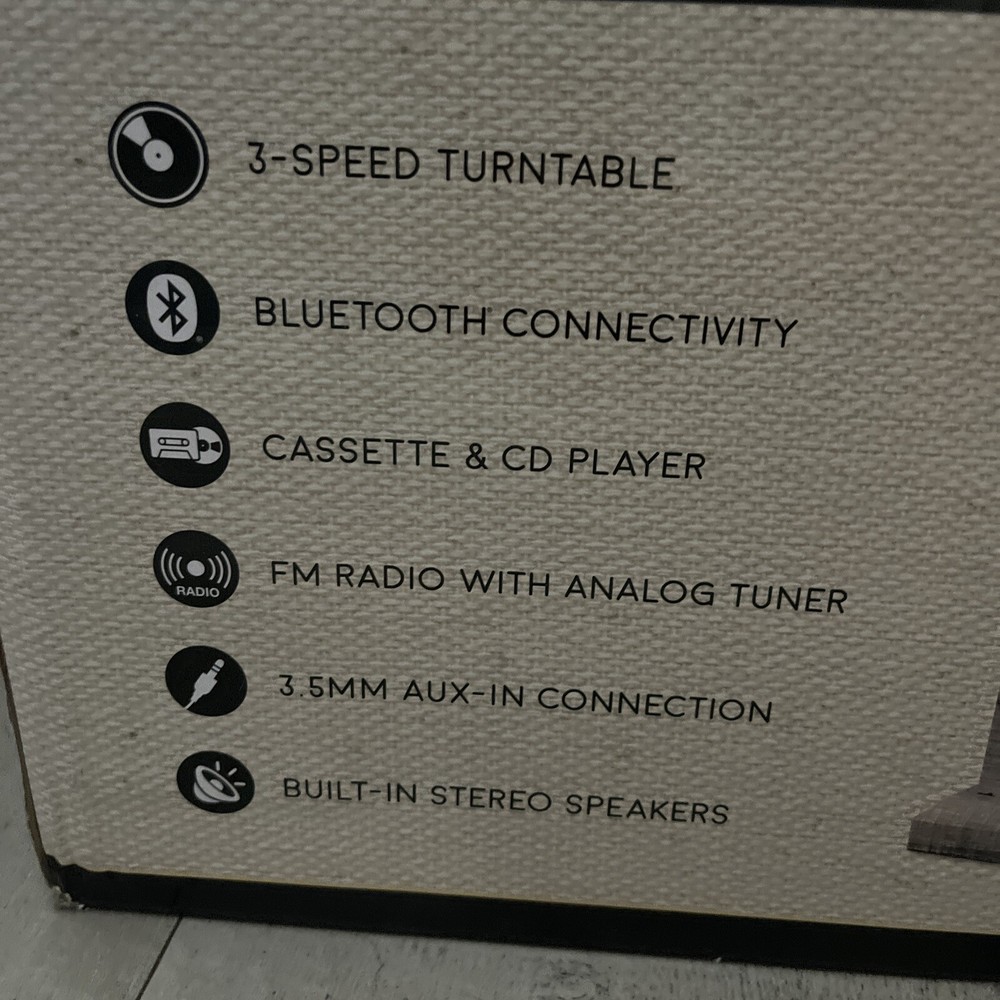 3-SPEED TURNTABLE
BLUETOOTH CONNECTIVITY
CASSETTE & CD PLAYER
RADIO
FM RADIO WITH ANALOG TUNER
3.5MM AUX-IN CONNECTION
BUILT-IN STEREO SPEAKERS